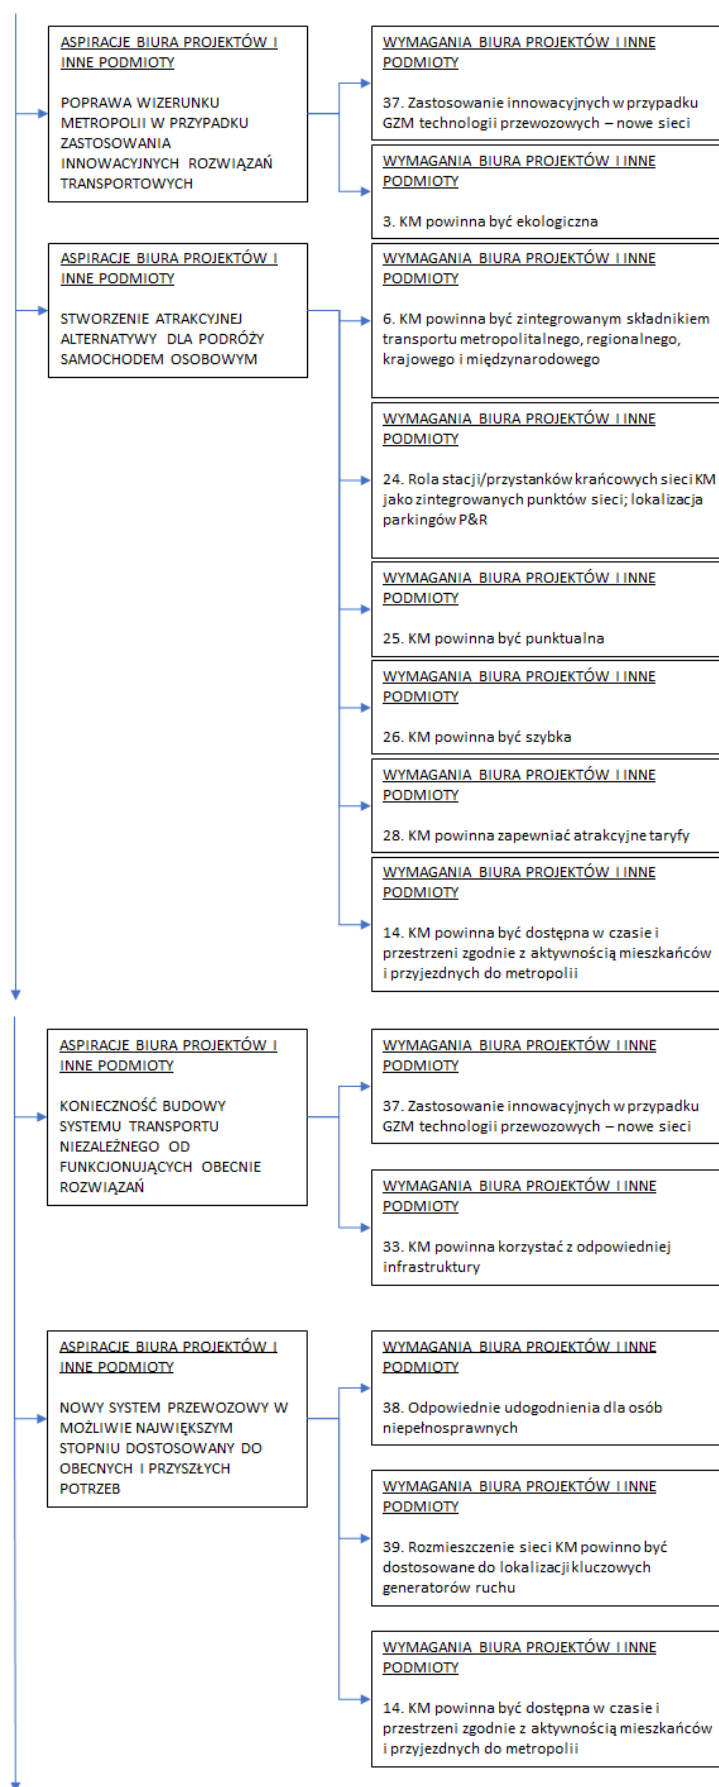 ASPIRACJE BIURA PROJEKTÓW I
INNE PODMIOTY
POPRAWA WIZERUNKU
METROPOLII W PRZYPADKU
ZASTOSOWANIA
INNOWACYJNYCH ROZWIĄZAŃ
TRANSPORTOWYCH
WYMAGANIA BIURA PROJEKTÓW I INNE
PODMIOTY
37. Zastosowanie innowacyjnych w przypadku
GZM technologii przewozowych – nowe sieci
WYMAGANIA BIURA PROJEKTÓW I INNE
PODMIOTY
3. KM powinna być ekologiczna
ASPIRACJE BIURA PROJEKTÓW I
INNE PODMIOTY
STWORZENIE ATRAKCYJNEJ
ALTERNATYWY DLA PODRÓŻY
SAMOCHODEM OSOBOWYM
WYMAGANIA BIURA PROJEKTÓW I INNE
PODMIOTY
6. KM powinna być zintegrowanym składnikiem
transportu metropolitalnego, regionalnego,
krajowego i międzynarodowego
WYMAGANIA BIURA PROJEKTÓW I INNE
PODMIOTY
24. Rola stacji/przystanków krańcowych sieci KM
jako zintegrowanych punktów sieci; lokalizacja
parkingów P&R
WYMAGANIA BIURA PROJEKTÓW I INNE
PODMIOTY
25. KM powinna być punktualna
WYMAGANIA BIURA PROJEKTÓW I INNE
PODMIOTY
26. KM powinna być szybka
WYMAGANIA BIURA PROJEKTÓW I INNE
PODMIOTY
28. KM powinna zapewniać atrakcyjne taryfy
WYMAGANIA BIURA PROJEKTÓW I INNE
PODMIOTY
14. KM powinna być dostępna w czasie i
przestrzeni zgodnie z aktywnością mieszkańców
i przyjezdnych do metropolii
ASPIRACJE BIURA PROJEKTÓW I
INNE PODMIOTY
KONIECZNOŚĆ BUDOWY
SYSTEMU TRANSPORTU
NIEZALEŻNEGO OD
FUNKCJONUJĄCYCH OBECNIE
ROZWIĄZAŃ
WYMAGANIA BIURA PROJEKTÓW I INNE
PODMIOTY
37. Zastosowanie innowacyjnych w przypadku
GZM technologii przewozowych – nowe sieci
WYMAGANIA BIURA PROJEKTÓW I INNE
PODMIOTY
33. KM powinna korzystać z odpowiedniej
infrastruktury
ASPIRACJE BIURA PROJEKTÓW I
INNE PODMIOTY
NOWY SYSTEM PRZEWOZOWY W
MOŻLIWIE NAJWIĘKSZYM
STOPNIU DOSTOSOWANY DO
OBECNYCH I PRZYSZŁYCH
POTRZEB
WYMAGANIA BIURA PROJEKTÓW I INNE
PODMIOTY
38. Odpowiednie udogodnienia dla osób
niepełnosprawnych
WYMAGANIA BIURA PROJEKTÓW I INNE
PODMIOTY
39. Rozmieszczenie sieci KM powinno być
dostosowane do lokalizacji kluczowych
generatorów ruchu
WYMAGANIA BIURA PROJEKTÓW I INNE
PODMIOTY
14. KM powinna być dostępna w czasie i
przestrzeni zgodnie z aktywnością mieszkańców
i przyjezdnych do metropolii